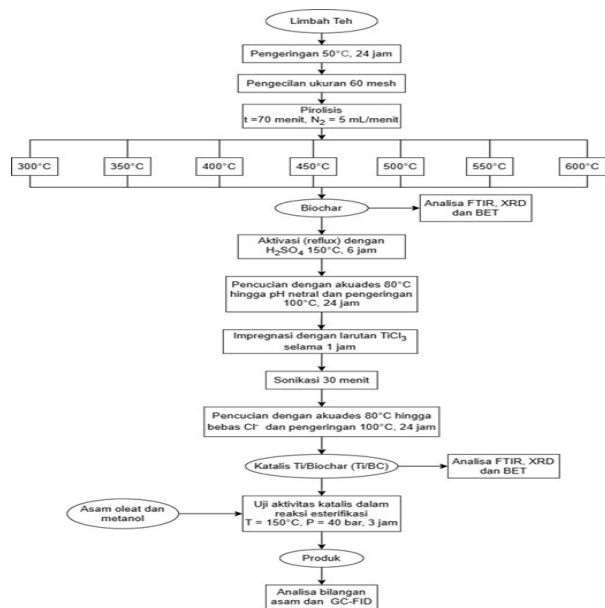 Limbah Teh
Pengeringan 50°C, 24 jam
Pengecilan ukuran 60 mesh
Pirolisis
t =70 menit, N₂ = 5 mL/menit
300°C
350°C
400°C
450°C
500°C
550°C
600°C
Biochar
Analisa FTIR, XRD
dan BET
Aktivasi (reflux) dengan
H₂SO₄ 150°C, 6 jam
Pencucian dengan akuades 80°C
hingga pH netral dan pengeringan
100°C, 24 jam
Impregnasi dengan larutan TiCl₃
selama 1 jam
Sonikasi 30 menit
Pencucian dengan akuades 80°C hingga
bebas Cl⁻ dan pengeringan 100°C, 24 jam
Katalis Ti/Biochar (Ti/BC)
Analisa FTIR, XRD
dan BET
Asam oleat dan
metanol
Uji aktivitas katalis dalam
reaksi esterifikasi
T = 150°C, P = 40 bar, 3 jam
Produk
Analisa bilangan
asam dan GC-FID